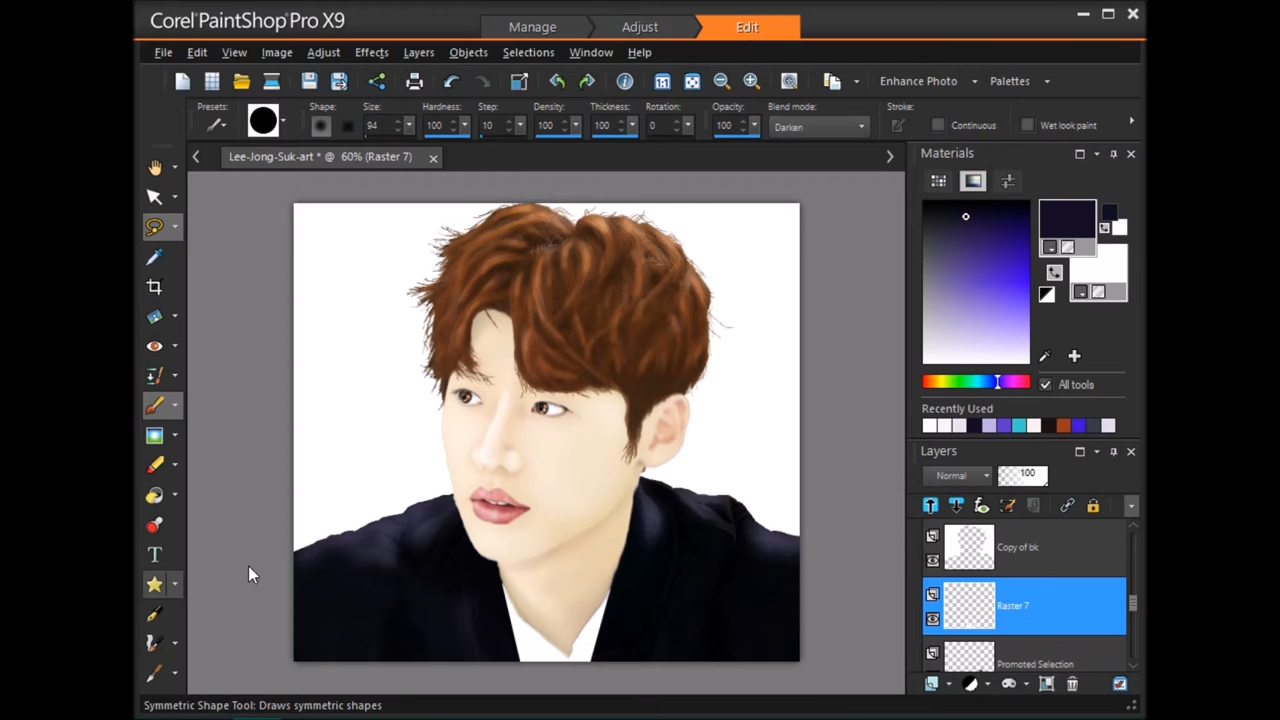 Corel PaintShop Pro X9
Manage
Adjust
Edit
File Edit View Image Adjust Effects Layers Objects Selections Window Help
1:1
Enhance Photo
Palettes
Presets:
Shape:
Size:
Hardness:
Step:
Density:
Thickness:
Rotation:
Opacity:
Blend mode:
Stroke:
94
100
10
100
100
0
100
Darken
Continuous
Wet look paint
Lee-Jong-Suk-art * @ 60% (Raster 7)
Materials
All tools
Recently Used
Layers
Normal
100
Copy of bk
Raster 7
Promoted Selection
T
Symmetric Shape Tool: Draws symmetric shapes